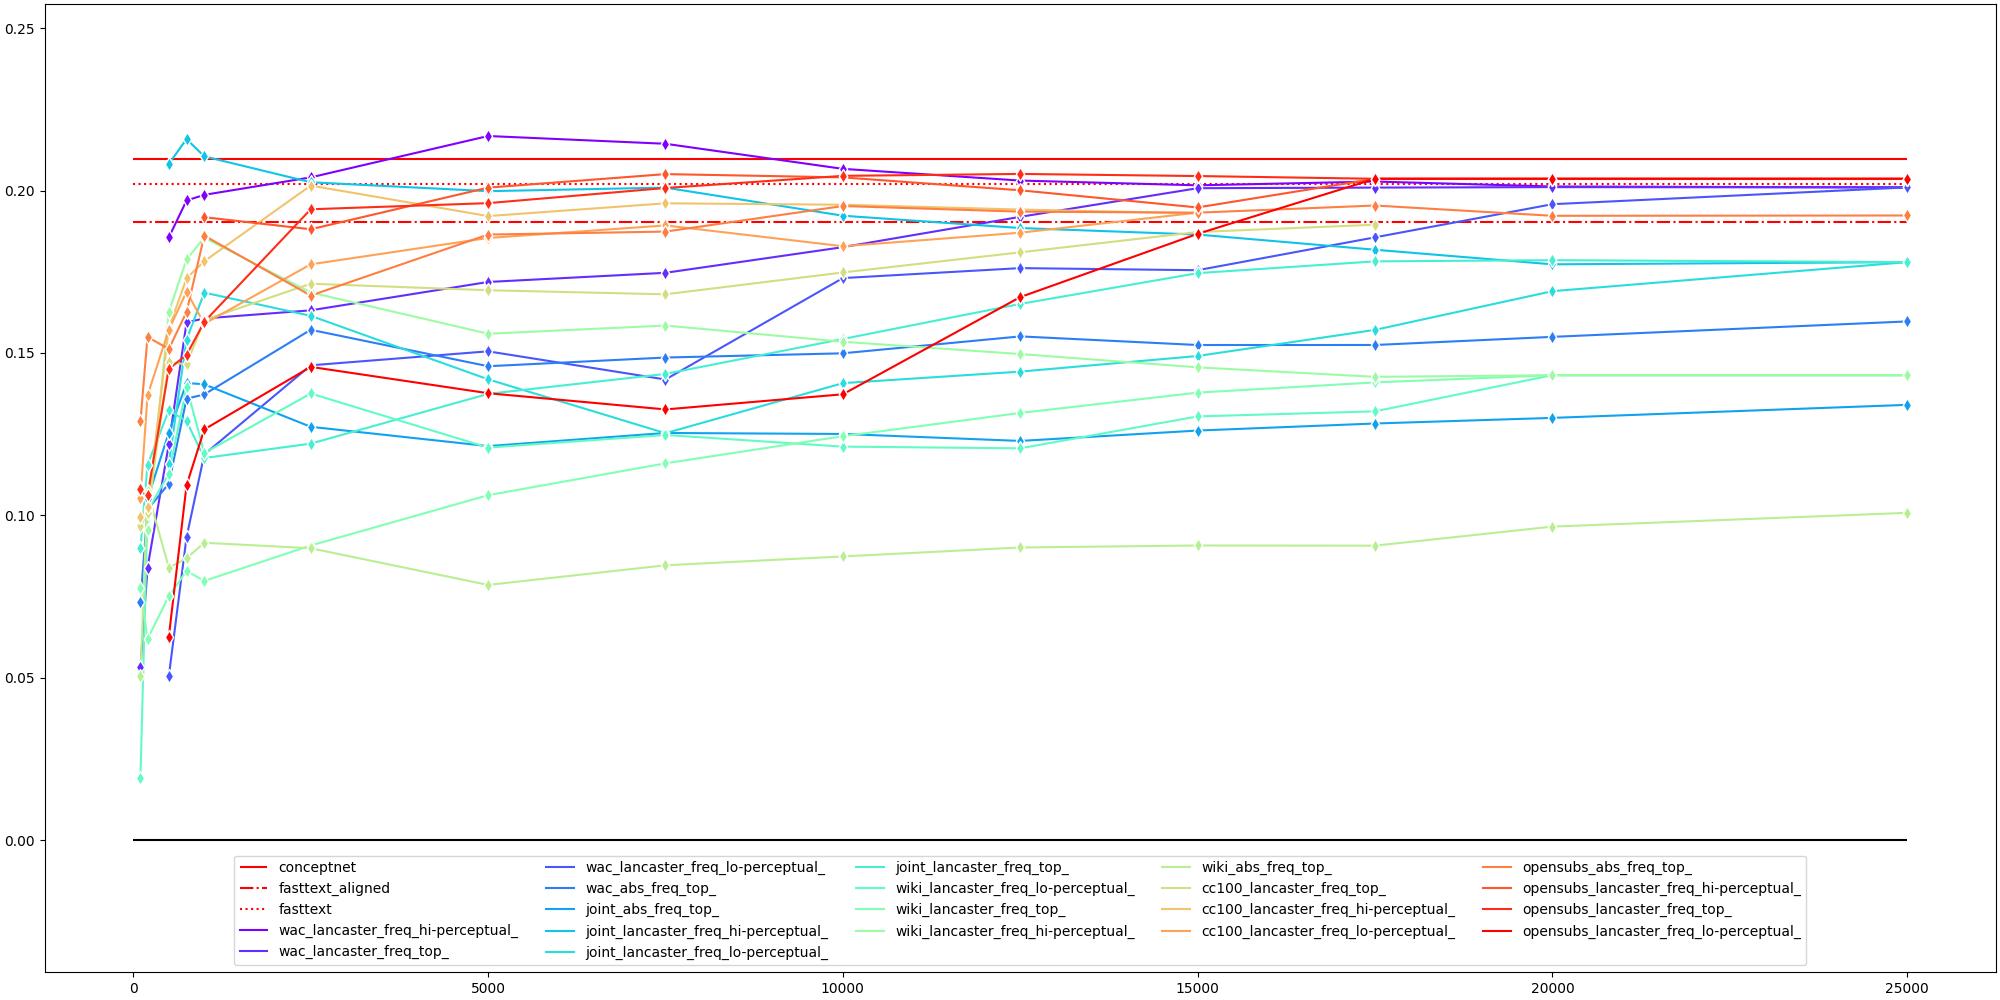 0.25
0.20
0.15
0.10
0.05
0.00
conceptnet
fasttext_aligned
fasttext
wac_lancaster_freq_hi-perceptual_
wac_lancaster_freq_top_
wac_lancaster_freq_lo-perceptual_
wac_abs_freq_top_
joint_abs_freq_top_
joint_lancaster_freq_hi-perceptual_
joint_lancaster_freq_lo-perceptual_
joint_lancaster_freq_top_
wiki_lancaster_freq_lo-perceptual_
wiki_lancaster_freq_top_
wiki_lancaster_freq_hi-perceptual_
wiki_abs_freq_top_
cc100_lancaster_freq_top_
cc100_lancaster_freq_hi-perceptual_
cc100_lancaster_freq_lo-perceptual_
opensubs_abs_freq_top_
opensubs_lancaster_freq_hi-perceptual_
opensubs_lancaster_freq_top_
opensubs_lancaster_freq_lo-perceptual_
0
5000
10000
15000
20000
25000